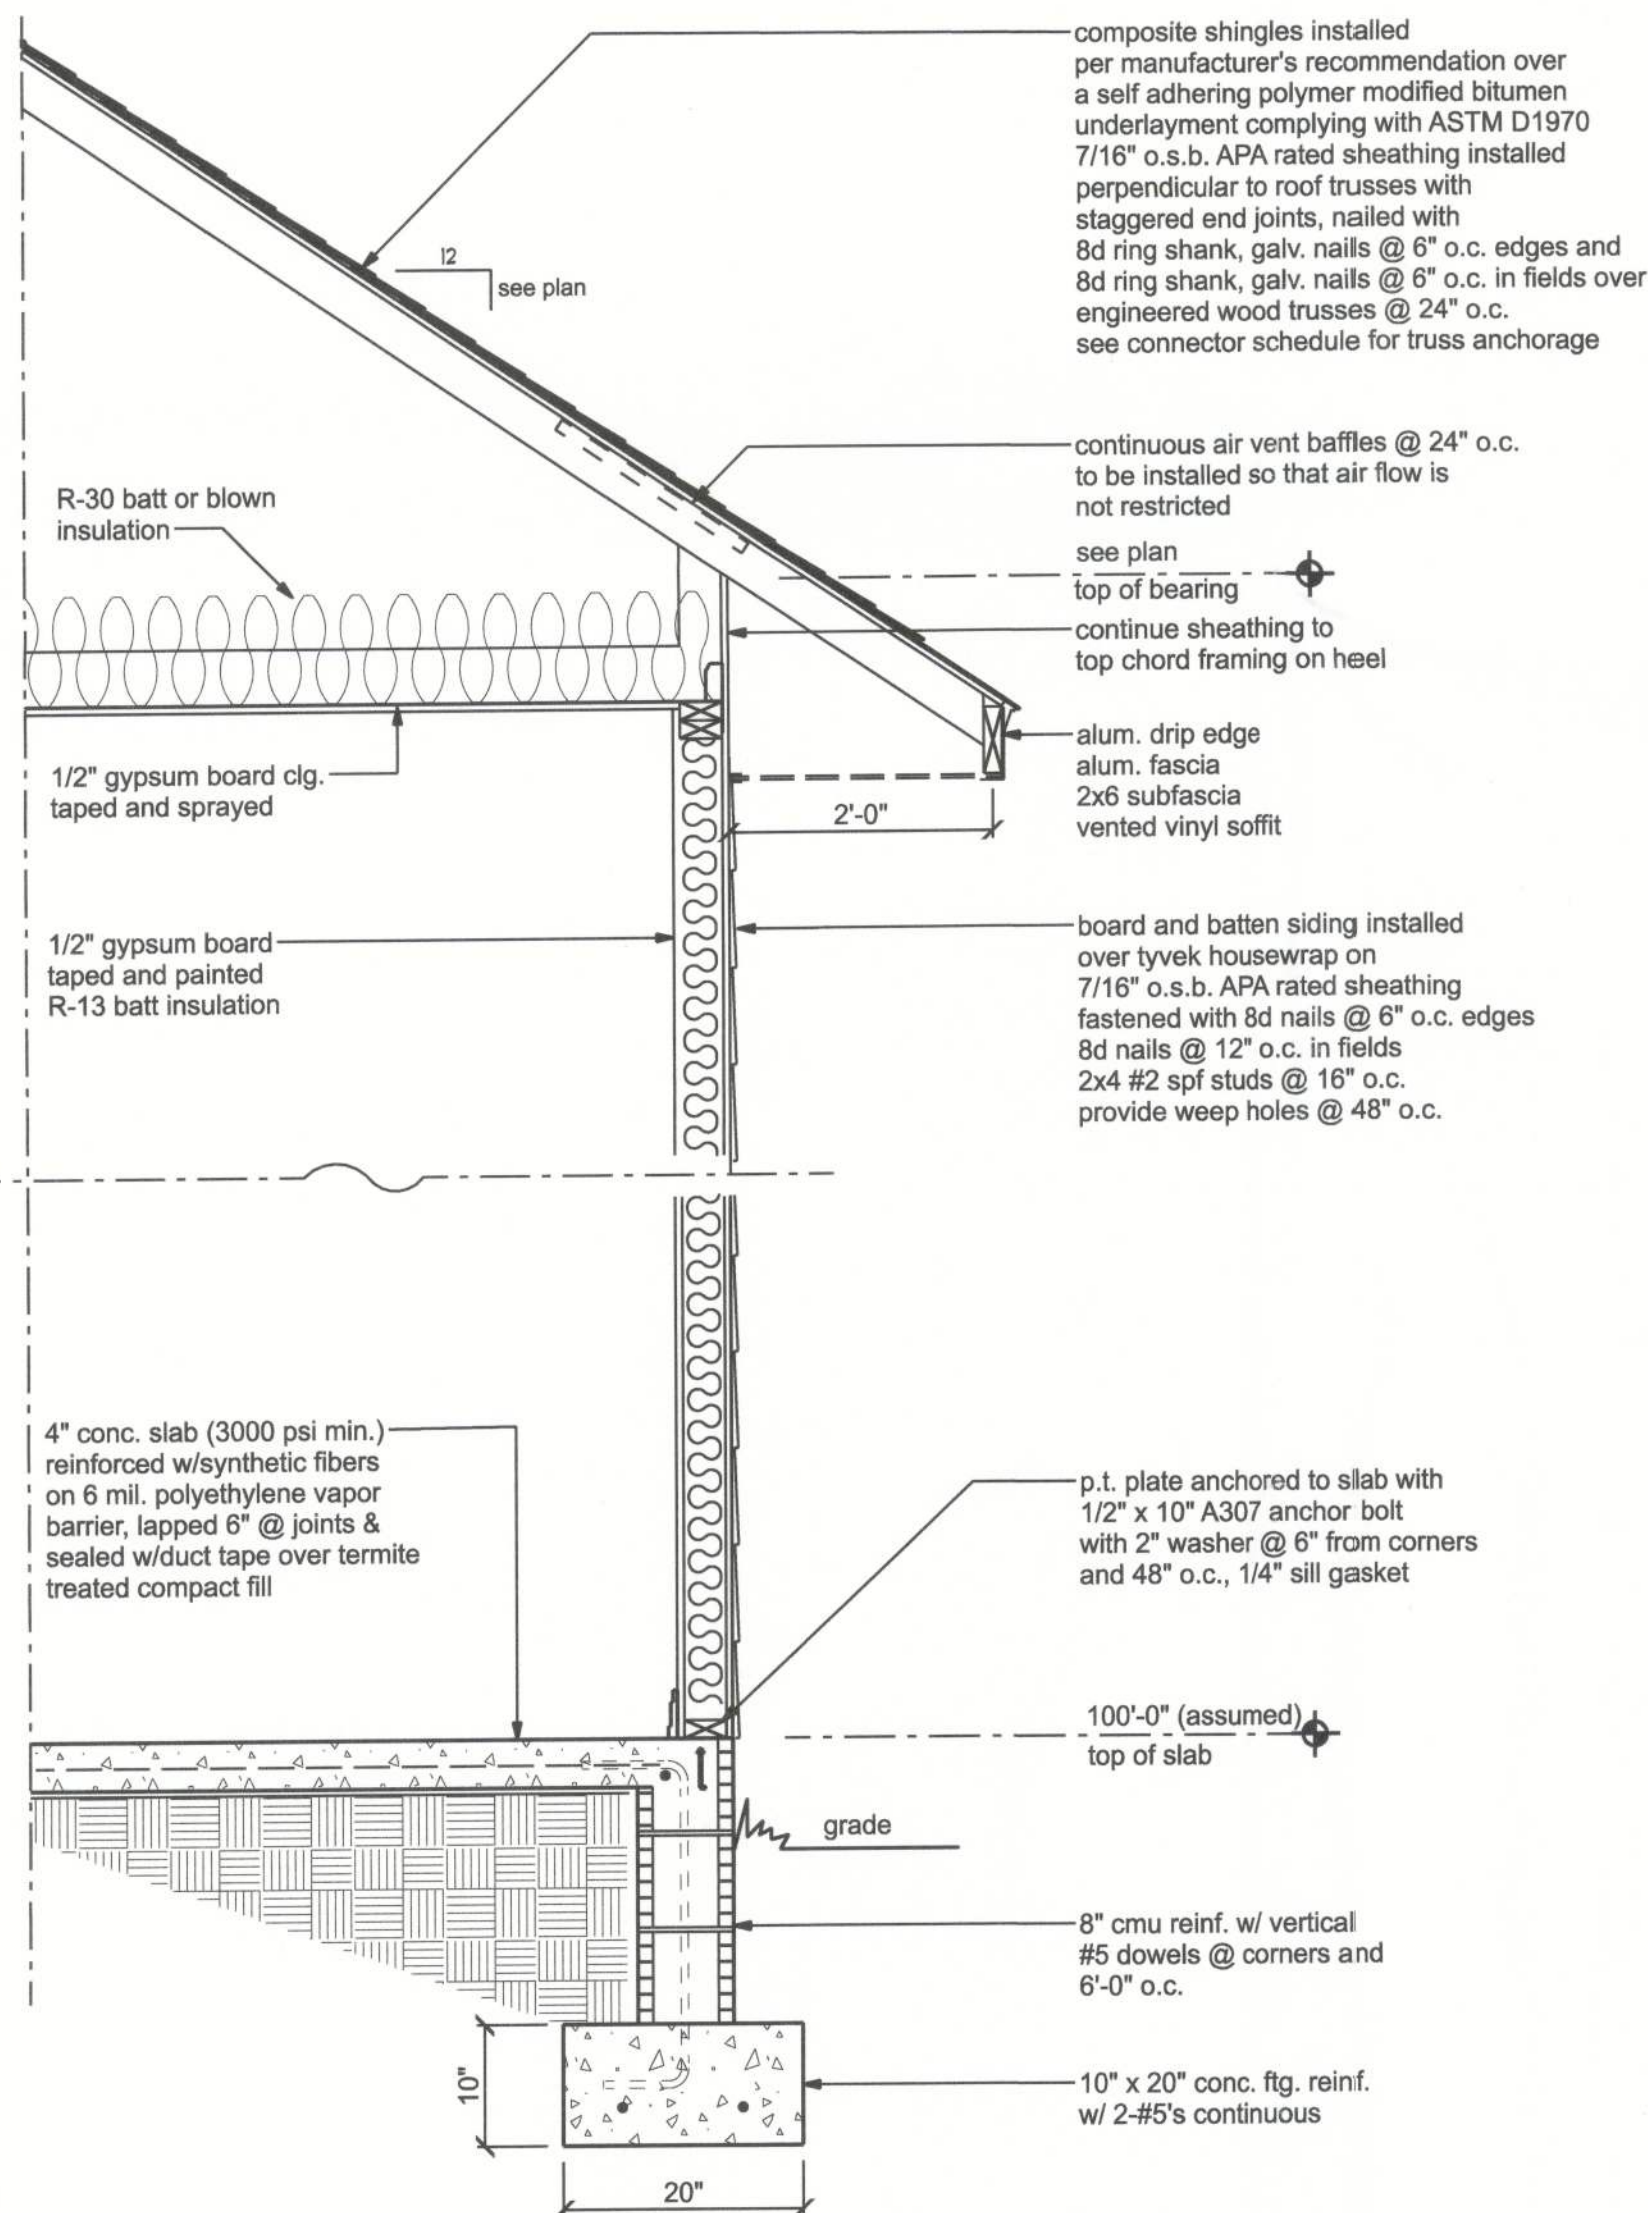 composite shingles installed
per manufacturer's recommendation over
a self adhering polymer modified bitumen
underlayment complying with ASTM D1970
7/16" o.s.b. APA rated sheathing installed
perpendicular to roof trusses with
staggered end joints, nailed with
8d ring shank, galv. nails @ 6" o.c. edges and
8d ring shank, galv. nails @ 6" o.c. in fields over
engineered wood trusses @ 24" o.c.
see connector schedule for truss anchorage
12
see plan
continuous air vent baffles @ 24" o.c.
to be installed so that air flow is
not restricted
R-30 batt or blown
insulation
see plan
top of bearing
continue sheathing to
top chord framing on heel
alum. drip edge
alum. fascia
2x6 subfascia
vented vinyl soffit
1/2" gypsum board clg.
taped and sprayed
2'-0"
board and batten siding installed
over tyvek housewrap on
7/16" o.s.b. APA rated sheathing
fastened with 8d nails @ 6" o.c. edges
8d nails @ 12" o.c. in fields
2x4 #2 spf studs @ 16" o.c.
provide weep holes @ 48" o.c.
1/2" gypsum board
taped and painted
R-13 batt insulation
4" conc. slab (3000 psi min.)
reinforced w/synthetic fibers
on 6 mil. polyethylene vapor
barrier, lapped 6" @ joints &
sealed w/duct tape over termite
treated compact fill
p.t. plate anchored to slab with
1/2" x 10" A307 anchor bolt
with 2" washer @ 6" from corners
and 48" o.c., 1/4" sill gasket
100'-0" (assumed)
top of slab
grade
8" cmu reinf. w/ vertical
#5 dowels @ corners and
6'-0" o.c.
10"
10" x 20" conc. ftg. reinf.
w/ 2-#5's continuous
20"